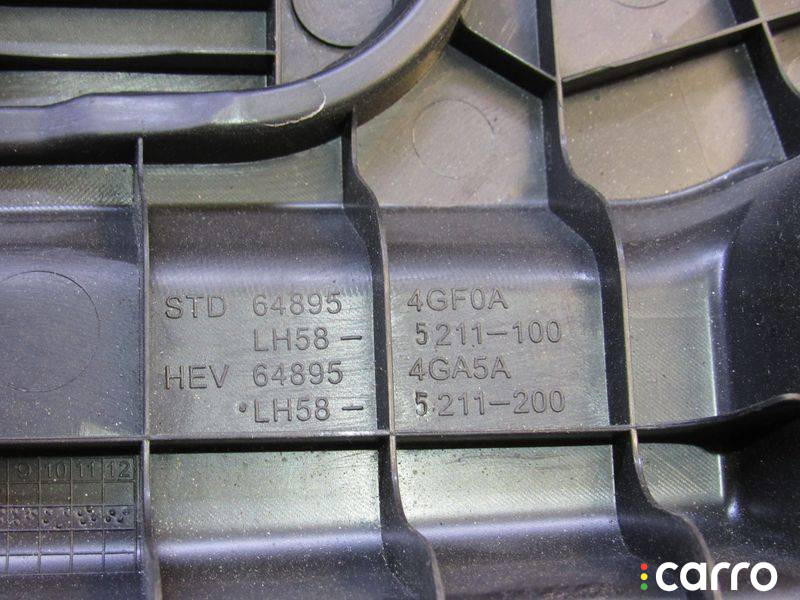 STD 64895 4GF0A
LH58- 5211-100
HEV 64895 4GA5A
LH58- 5211-200
9 10 11 12
carro